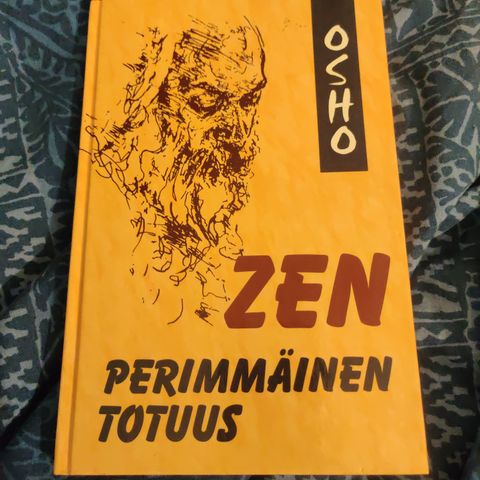 OSHO
ZEN
PERIMMÄINEN
TOTUUS